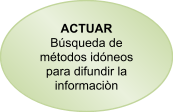 ACTUAR
Búsqueda de
métodos idóneos
para difundir la
informaciòn